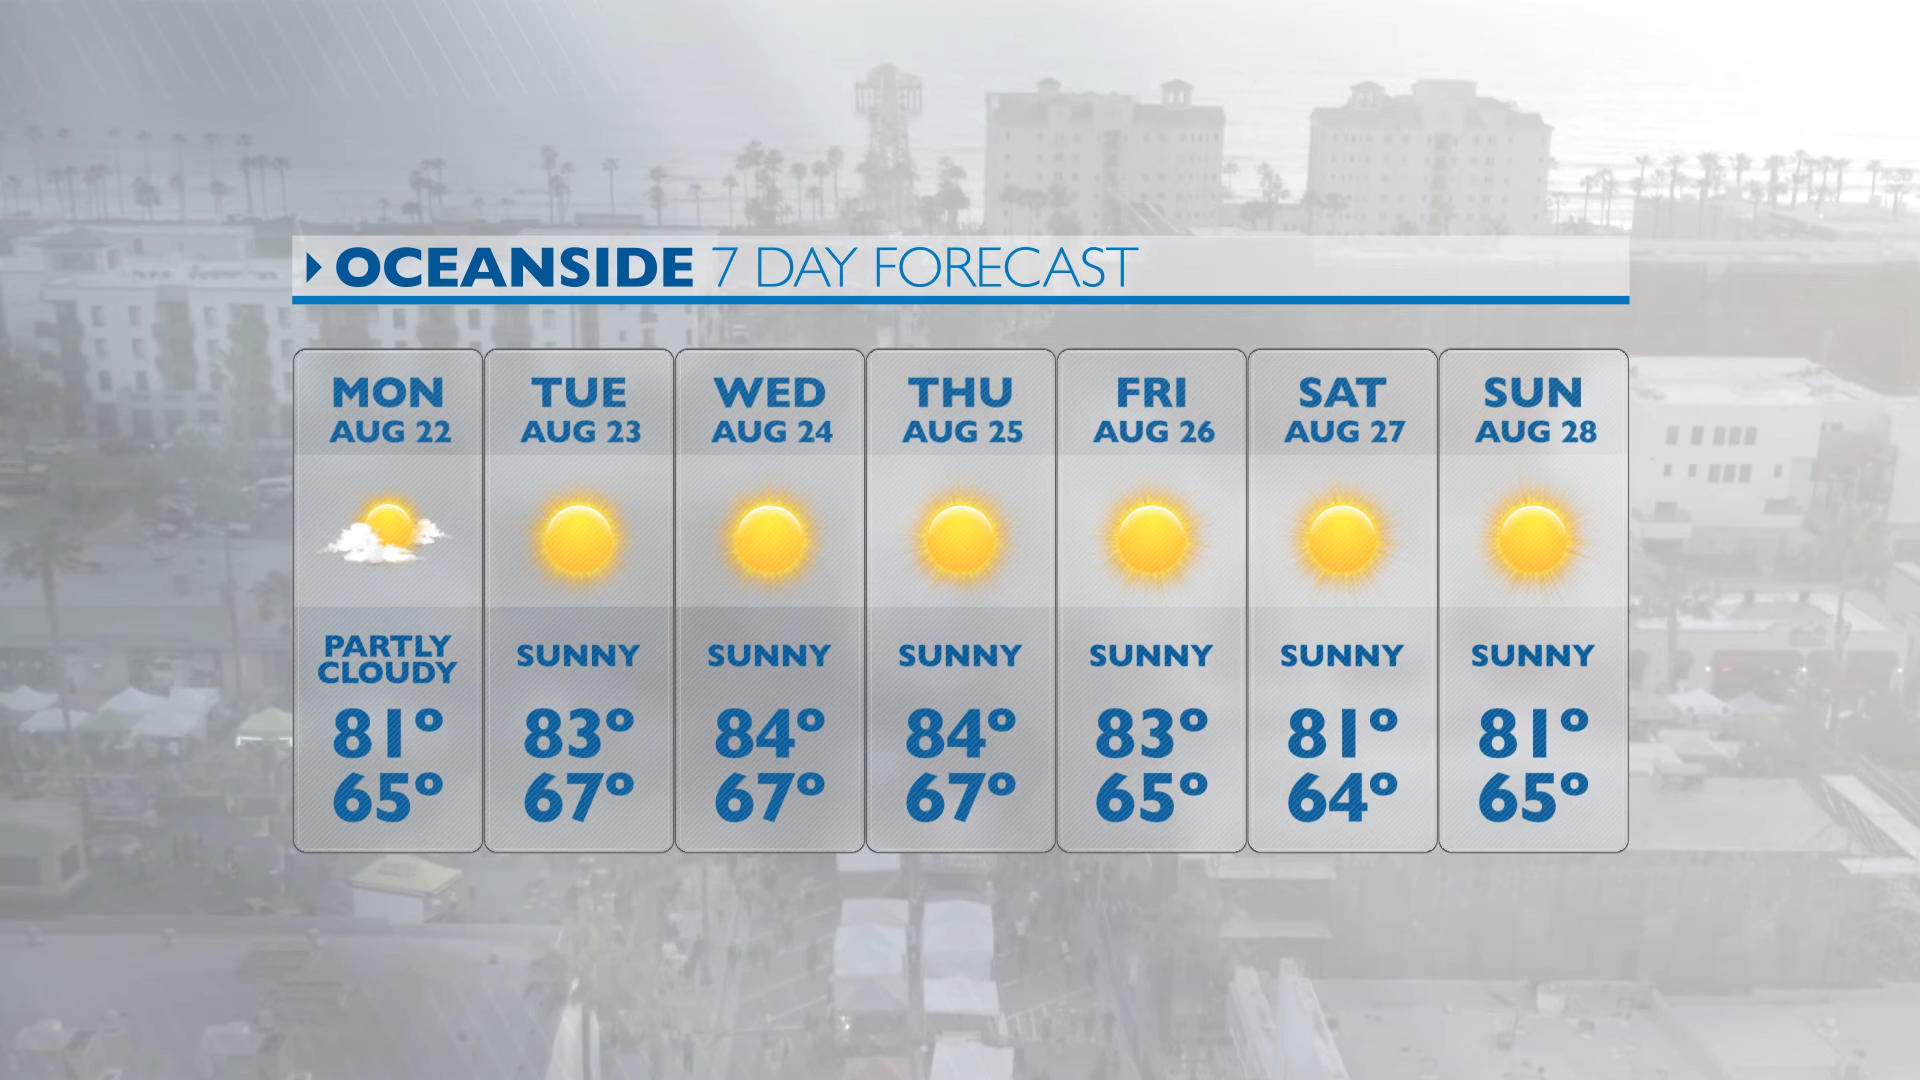 OCEANSIDE 7 DAY FORECAST
MON
AUG 22
PARTLY
CLOUDY
81°
65°
TUE
AUG 23
SUNNY
83°
67°
WED
AUG 24
SUNNY
84°
67°
THU
AUG 25
SUNNY
84°
67°
FRI
AUG 26
SUNNY
83°
65°
SAT
AUG 27
SUNNY
81°
64°
SUN
AUG 28
SUNNY
81°
65°